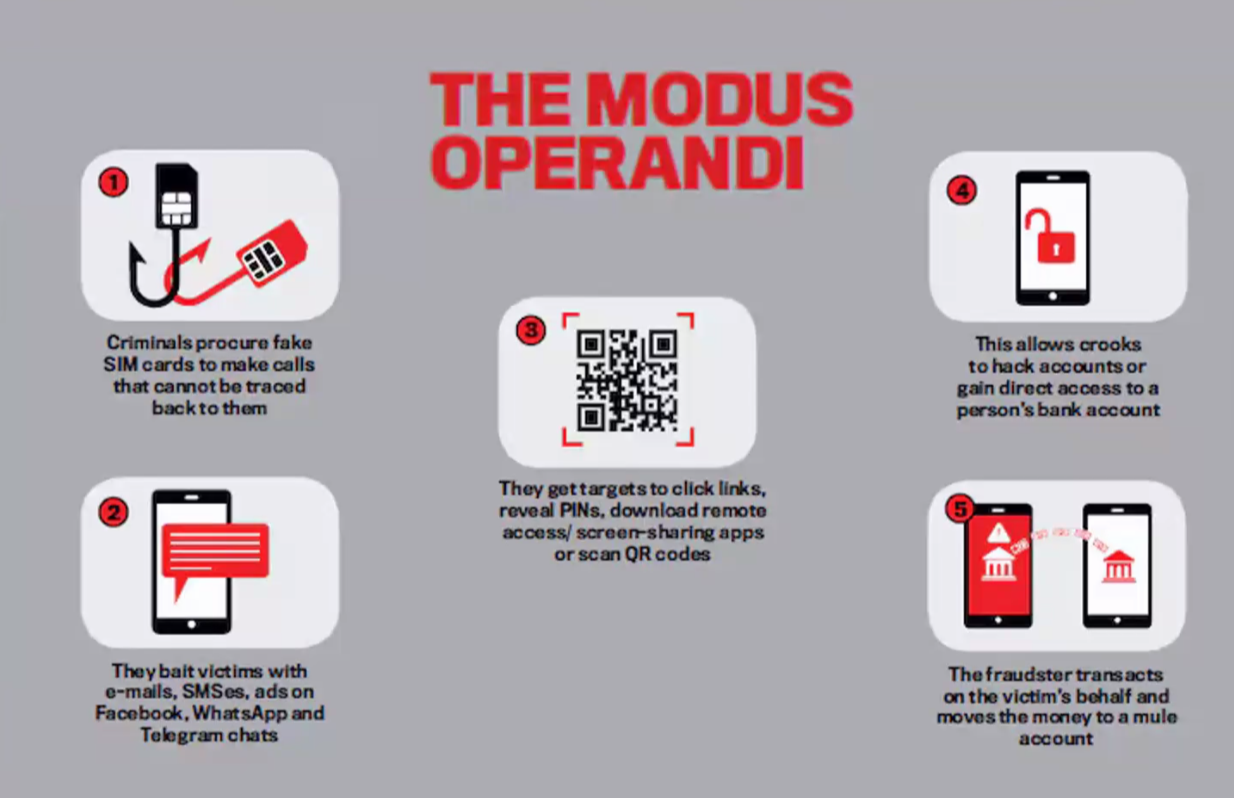 THE MODUS
OPERANDI
1
Criminals procure fake
SIM cards to make calls
that cannot be traced
back to them
2
They bait victims with
e-mails, SMSes, ads on
Facebook, WhatsApp and
Telegram chats
3
They get targets to click links,
reveal PINs, download remote
access/ screen-sharing apps
or scan QR codes
4
This allows crooks
to hack accounts or
gain direct access to a
person's bank account
5
The fraudster transacts
on the victim's behalf and
moves the money to a mule
account